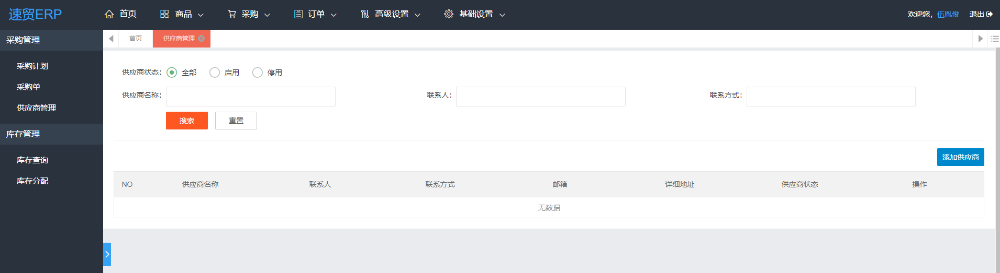 速贸ERP 首页 商品 采购 订单 高级设置 基础设置 欢迎您，伍胤俊 退出
采购管理
采购计划
采购单
供应商管理
库存管理
库存查询
库存分配
首页 供应商管理
供应商状态： 全部 启用 停用
供应商名称： 联系人： 联系方式：
搜索 重置
添加供应商
NO 供应商名称 联系人 联系方式 邮箱 详细地址 供应商状态 操作
无数据